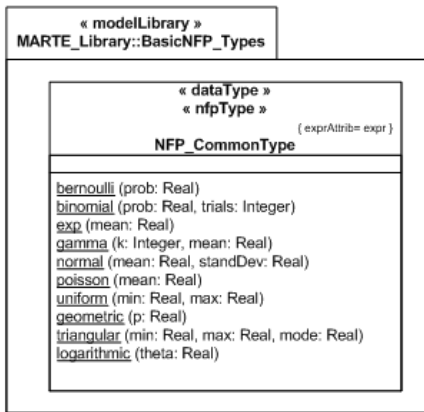 « modelLibrary »
MARTE_Library::BasicNFP_Types
« dataType »
« nfpType »
{ exprAttrib= expr }
NFP_CommonType
bernoulli (prob: Real)
binomial (prob: Real, trials: Integer)
exp (mean: Real)
gamma (k: Integer, mean: Real)
normal (mean: Real, standDev: Real)
poisson (mean: Real)
uniform (min: Real, max: Real)
geometric (p: Real)
triangular (min: Real, max: Real, mode: Real)
logarithmic (theta: Real)